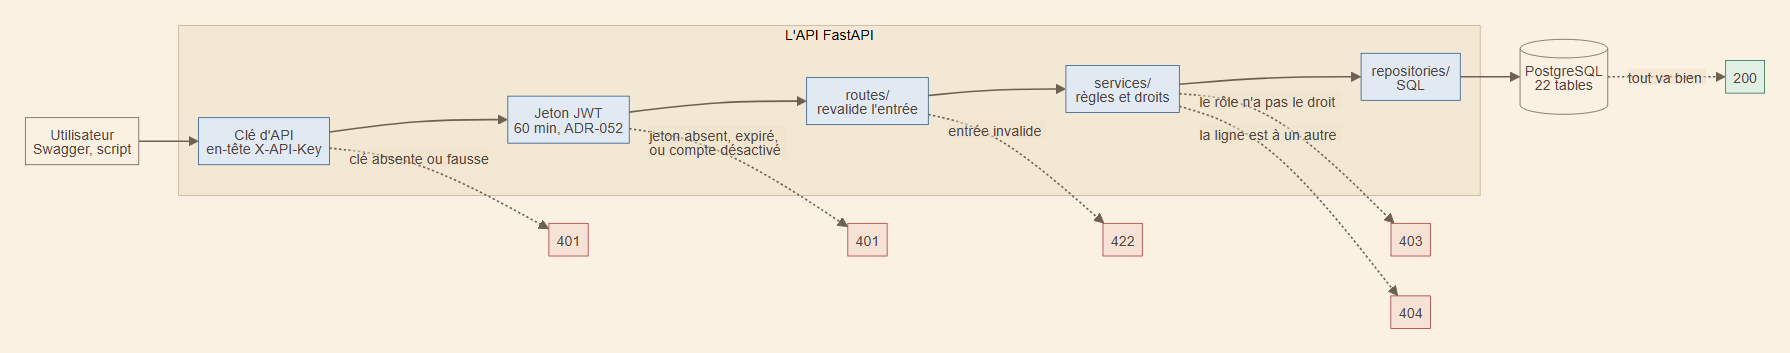 L'API FastAPI
Utilisateur
Swagger, script
Clé d'API
en-tête X-API-Key
Jeton JWT
60 min, ADR-052
routes/
revalide l'entrée
services/
règles et droits
repositories/
SQL
PostgreSQL
22 tables
tout va bien
200
clé absente ou fausse
jeton absent, expiré,
ou compte désactivé
entrée invalide
le rôle n'a pas le droit
la ligne est à un autre
401
401
422
403
404